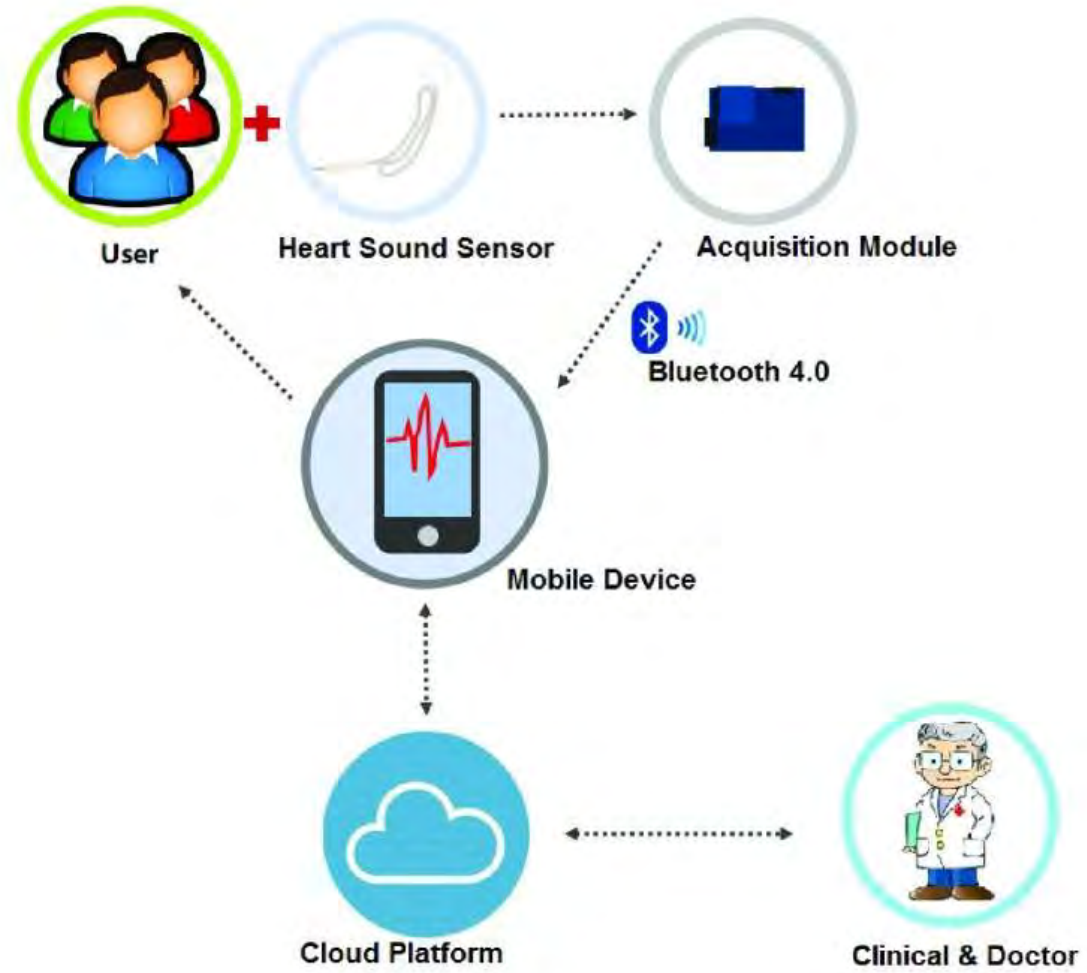 User
Heart Sound Sensor
Acquisition Module
Bluetooth 4.0
Mobile Device
Cloud Platform
Clinical & Doctor